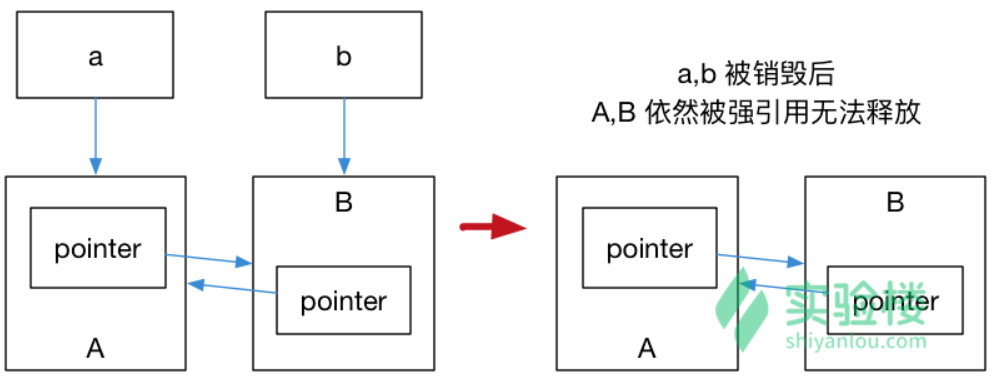 a
b
a,b 被销毁后
A,B 依然被强引用无法释放
B
B
pointer
pointer
pointer
pointer
A
A
实验楼
shiyanlou.com